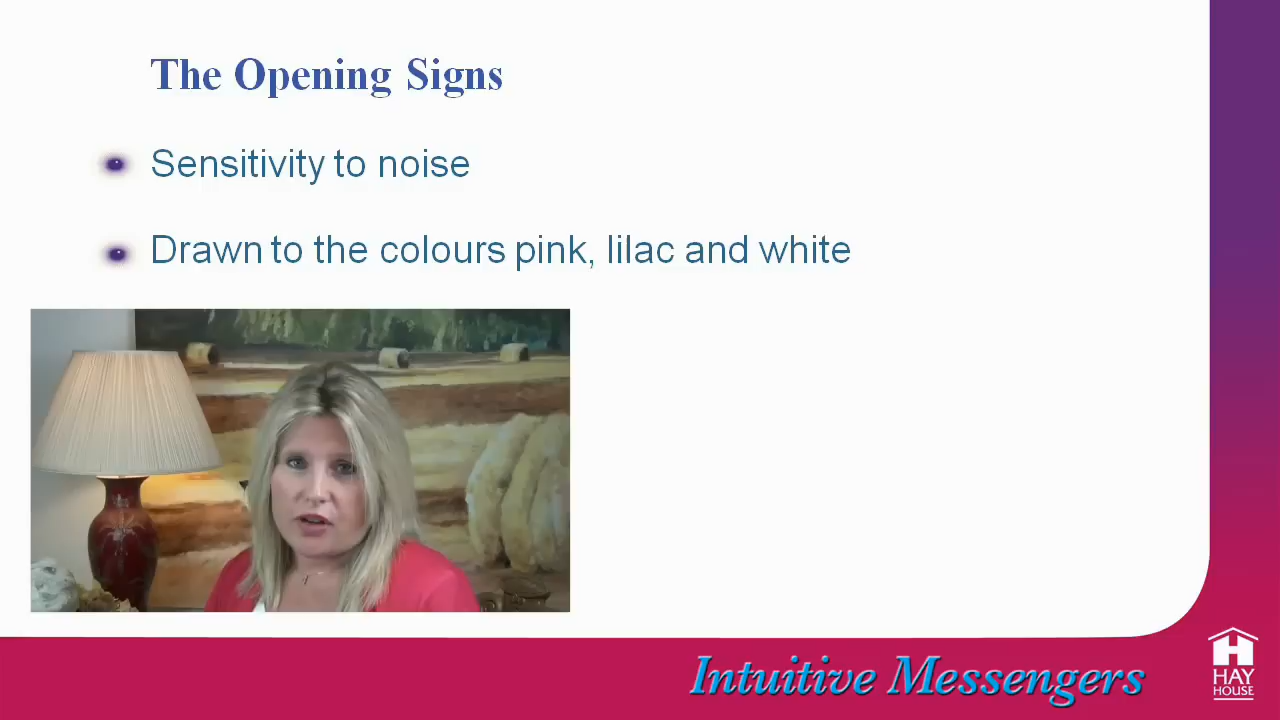 The Opening Signs
Sensitivity to noise
Drawn to the colours pink, lilac and white
Intuitive Messengers
HAY
HOUSE